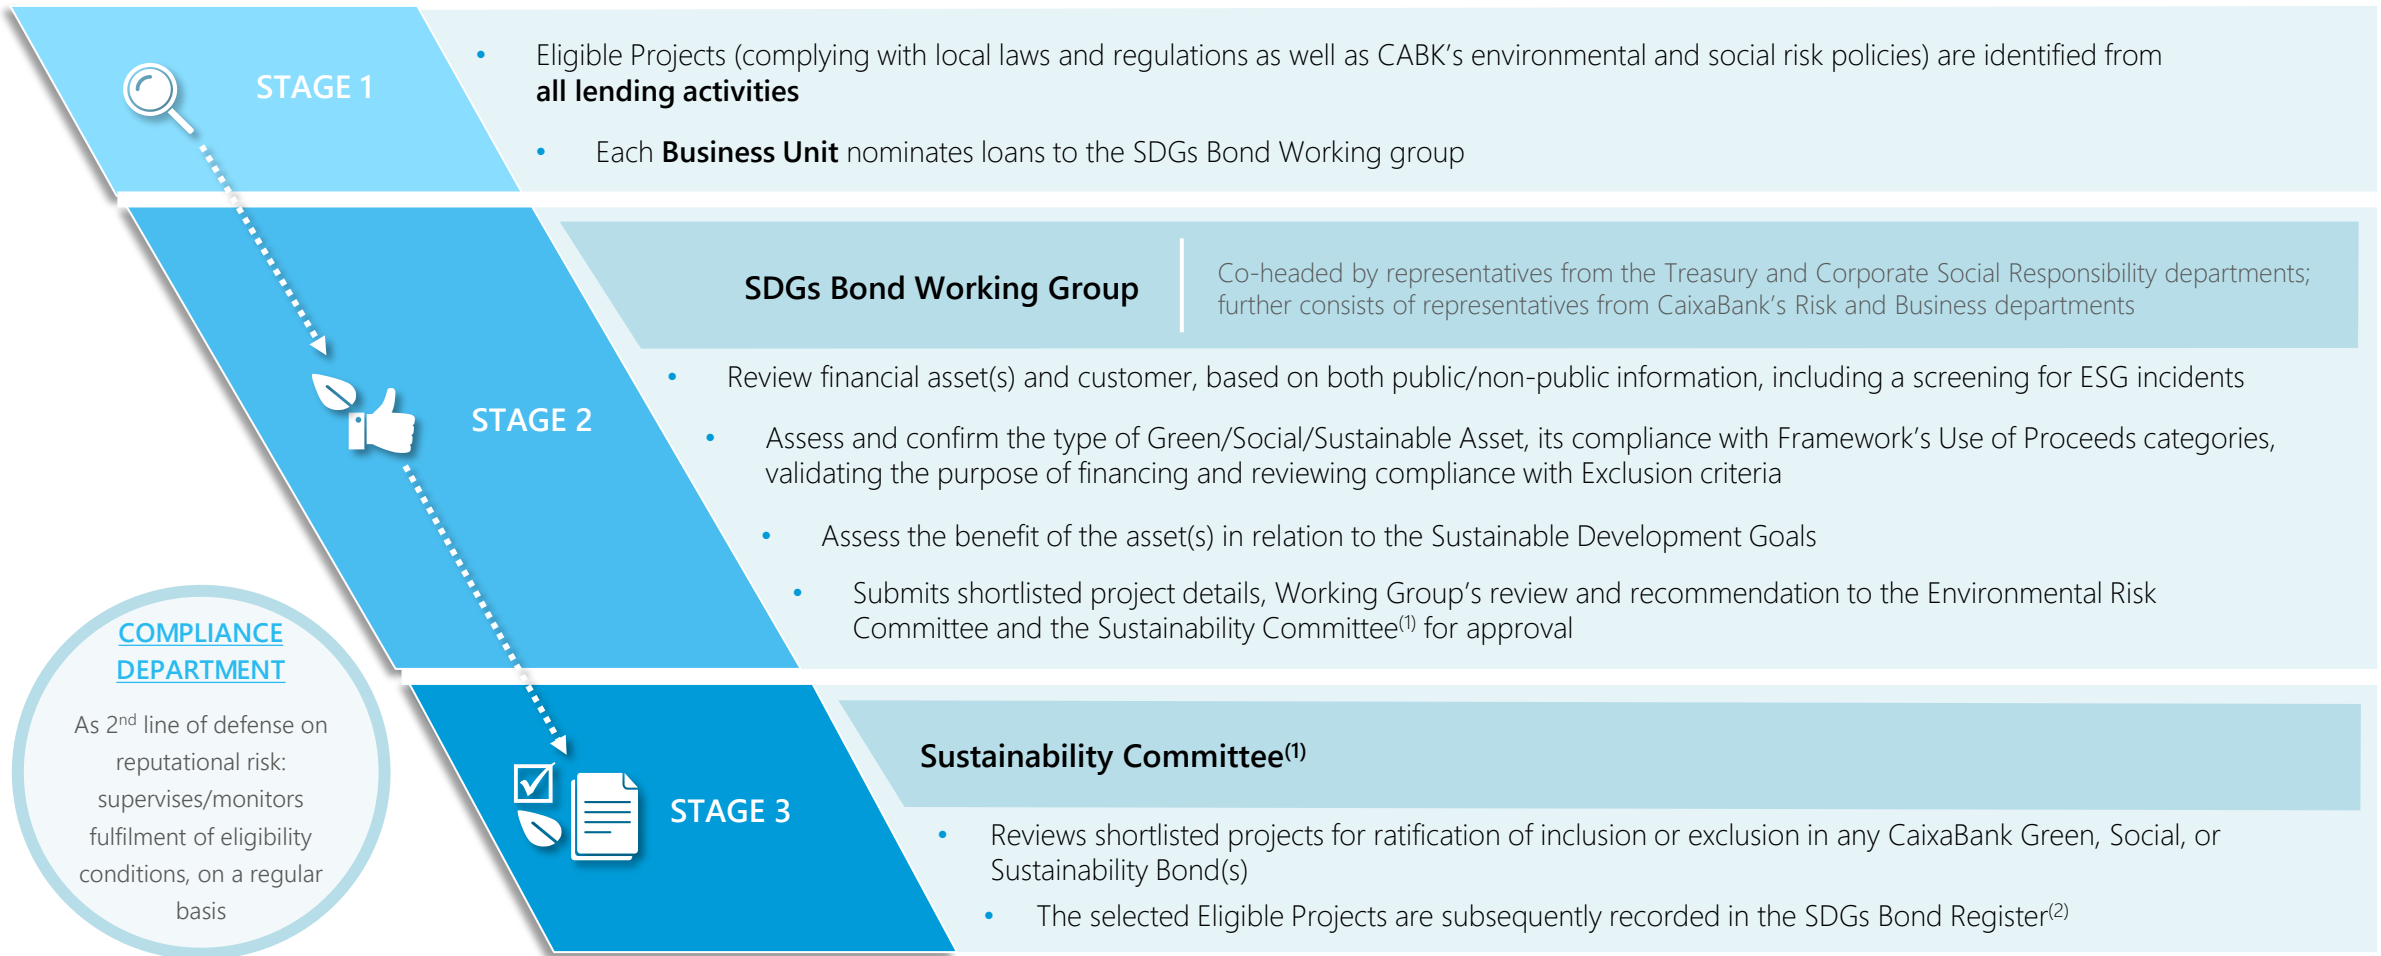 STAGE 1
• Eligible Projects (complying with local laws and regulations as well as CABK’s environmental and social risk policies) are identified from
all lending activities
• Each Business Unit nominates loans to the SDGs Bond Working group
STAGE 2
SDGs Bond Working Group
Co-headed by representatives from the Treasury and Corporate Social Responsibility departments;
further consists of representatives from CaixaBank’s Risk and Business departments
• Review financial asset(s) and customer, based on both public/non-public information, including a screening for ESG incidents
• Assess and confirm the type of Green/Social/Sustainable Asset, its compliance with Framework’s Use of Proceeds categories,
validating the purpose of financing and reviewing compliance with Exclusion criteria
• Assess the benefit of the asset(s) in relation to the Sustainable Development Goals
• Submits shortlisted project details, Working Group’s review and recommendation to the Environmental Risk
Committee and the Sustainability Committee(1) for approval
STAGE 3
Sustainability Committee(1)
• Reviews shortlisted projects for ratification of inclusion or exclusion in any CaixaBank Green, Social, or
Sustainability Bond(s)
• The selected Eligible Projects are subsequently recorded in the SDGs Bond Register(2)
COMPLIANCE
DEPARTMENT
As 2nd line of defense on
reputational risk:
supervises/monitors
fulfilment of eligibility
conditions, on a regular
basis